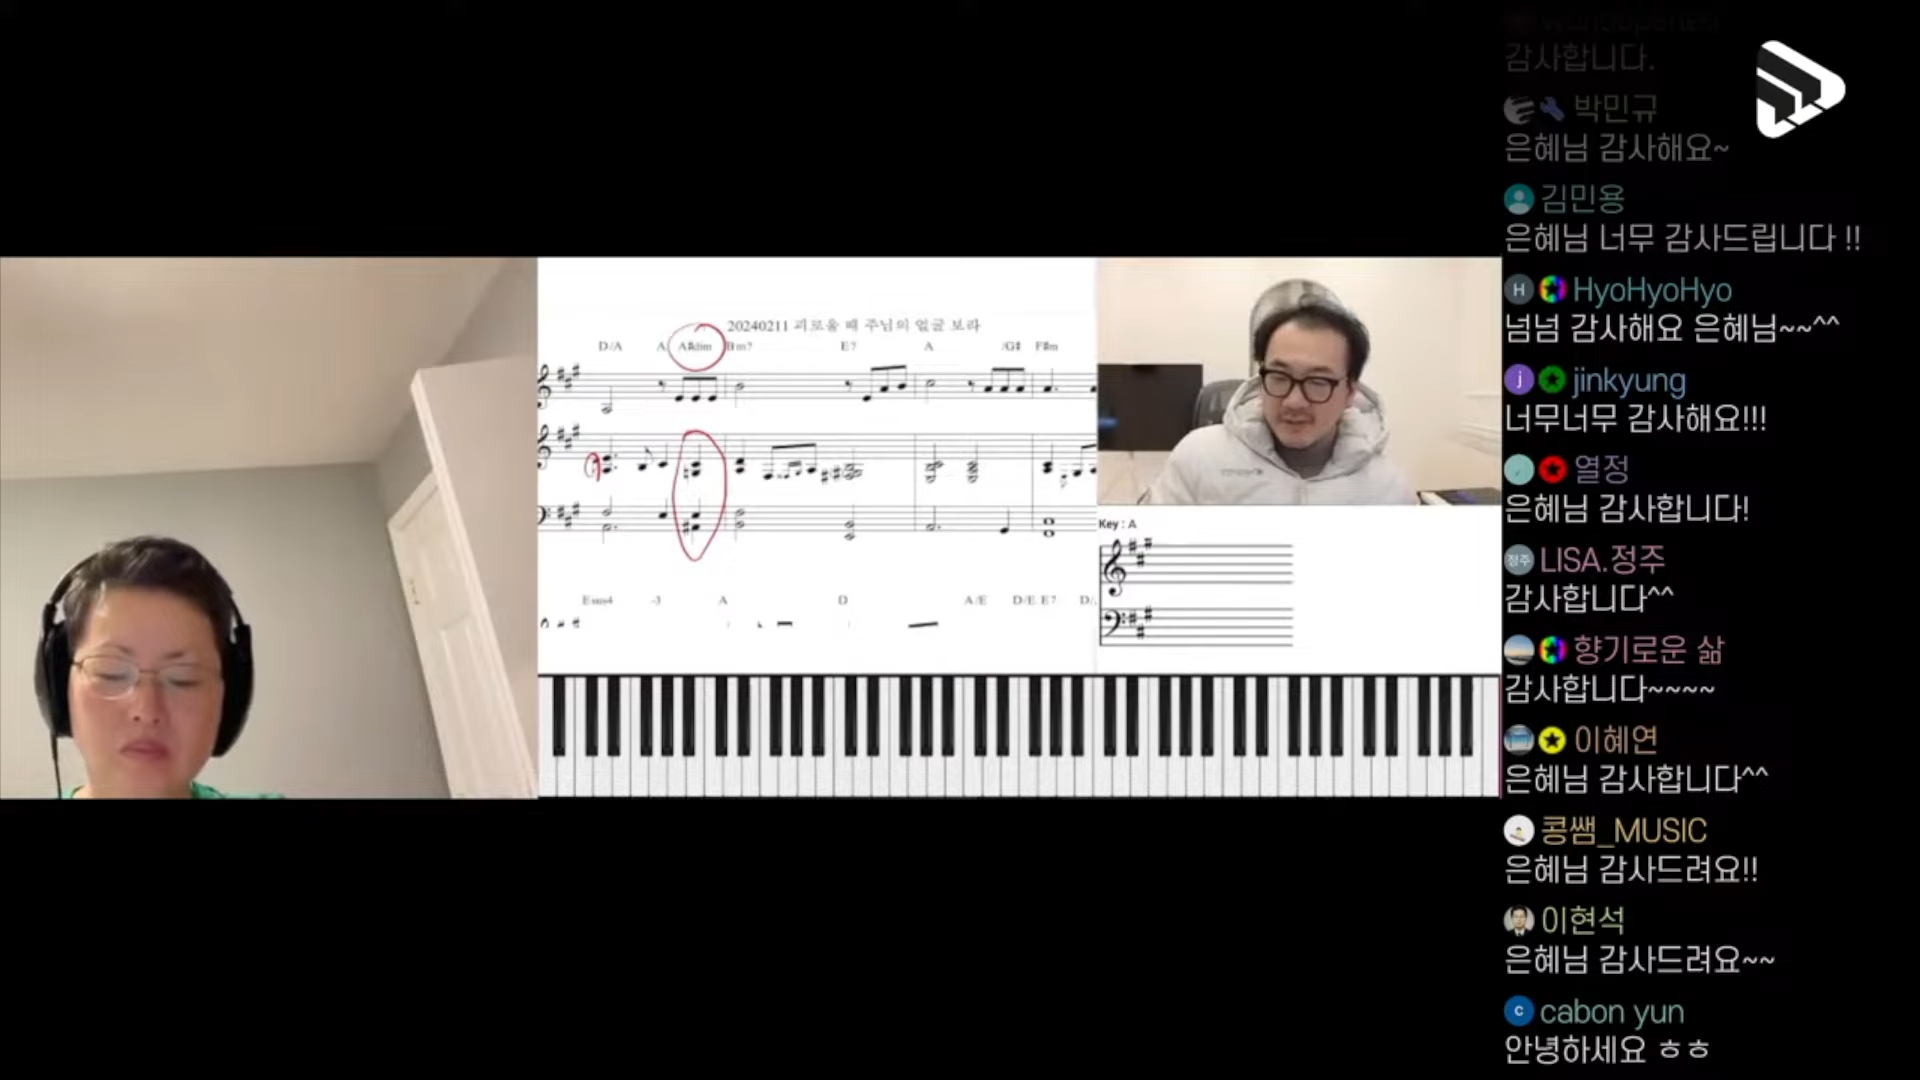 20240211 괴로울 때 주님의 얼굴 보라
D/A A A#dim Bm7 E7 A /G# F#m
Key : A
Esus4 -3 A D A/E D/E E7 D/
감사합니다.
박민규
은혜님 감사해요~
김민용
은혜님 너무 감사드립니다 !!
H HyoHyoHyo
넘넘 감사해요 은혜님~~^^
j jinkyung
너무너무 감사해요!!!
열정
은혜님 감사합니다!
정주 LISA.정주
감사합니다^^
향기로운 삶
감사합니다~~~~
이혜연
은혜님 감사합니다^^
콩쌤_MUSIC
은혜님 감사드려요!!
이현석
은혜님 감사드려요~~
c cabon yun
안녕하세요 ㅎㅎ